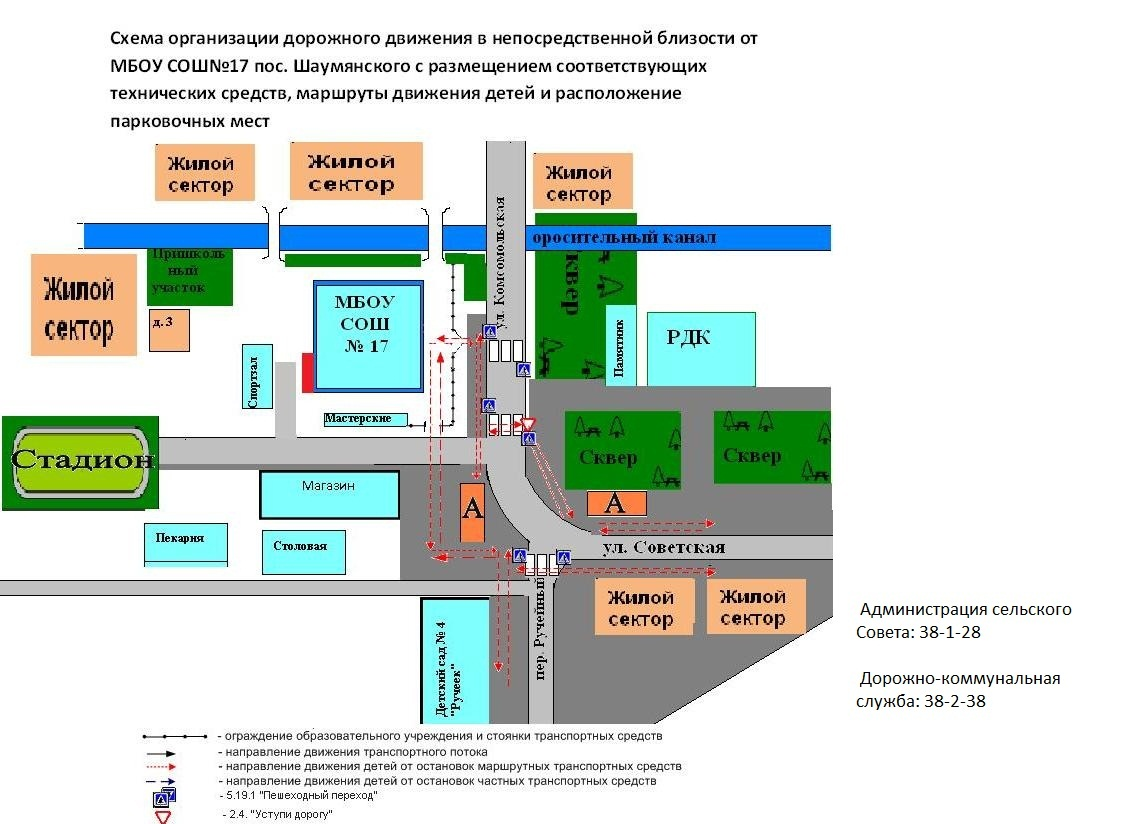 Схема организации дорожного движения в непосредственной близости от
МБОУ СОШ№17 пос. Шаумянского с размещением соответствующих
технических средств, маршруты движения детей и расположение
парковочных мест
Жилой
сектор
Жилой
сектор
Жилой
сектор
ул. Комсомольская
оросительный канал
Пришколь
ный
участок
Жилой
сектор
д. 3
МБОУ
СОШ
№ 17
сквер
Памятник
РДК
Спортзал
Мастерские
Стадион
Сквер
Сквер
Магазин
А
А
Пекария
Столовая
ул. Советская
Жилой
сектор
Жилой
сектор
Детский сад № 4
"Ручеек"
пер. Ручейный
Администрация сельского
Совета: 38-1-28
Дорожно-коммунальная
служба: 38-2-38
- ограждение образовательного учреждения и стоянки транспортных средств
- направление движения транспортного потока
- направление движения детей от остановок маршрутных транспортных средств
- направление движения детей от остановок частных транспортных средств
- 5.19.1 "Пешеходный переход"
- 2.4. "Уступи дорогу"